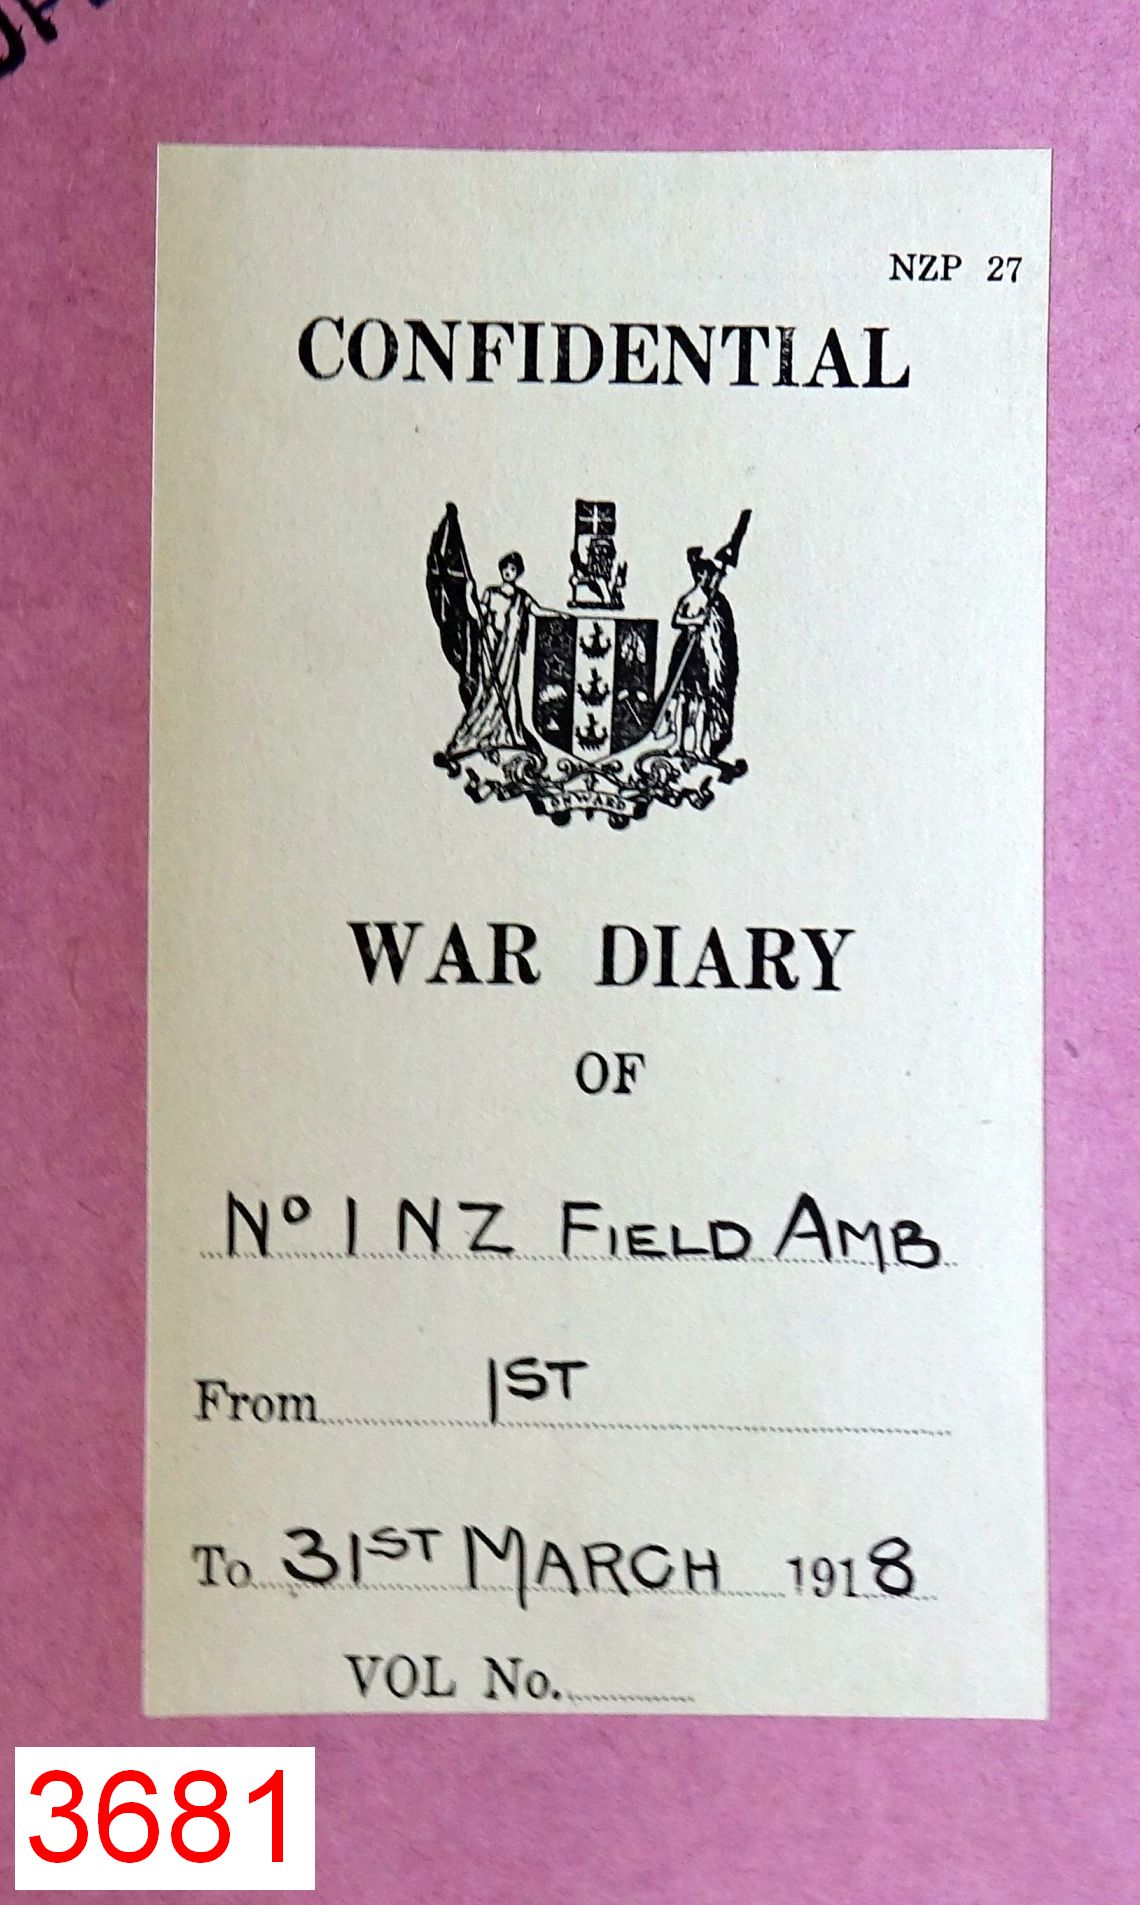 NZP 27
CONFIDENTIAL
ONWARD
WAR DIARY
OF
Nº 1 NZ FIELD AMB
From 1ST
To 31ST MARCH 1918
VOL No.
3681